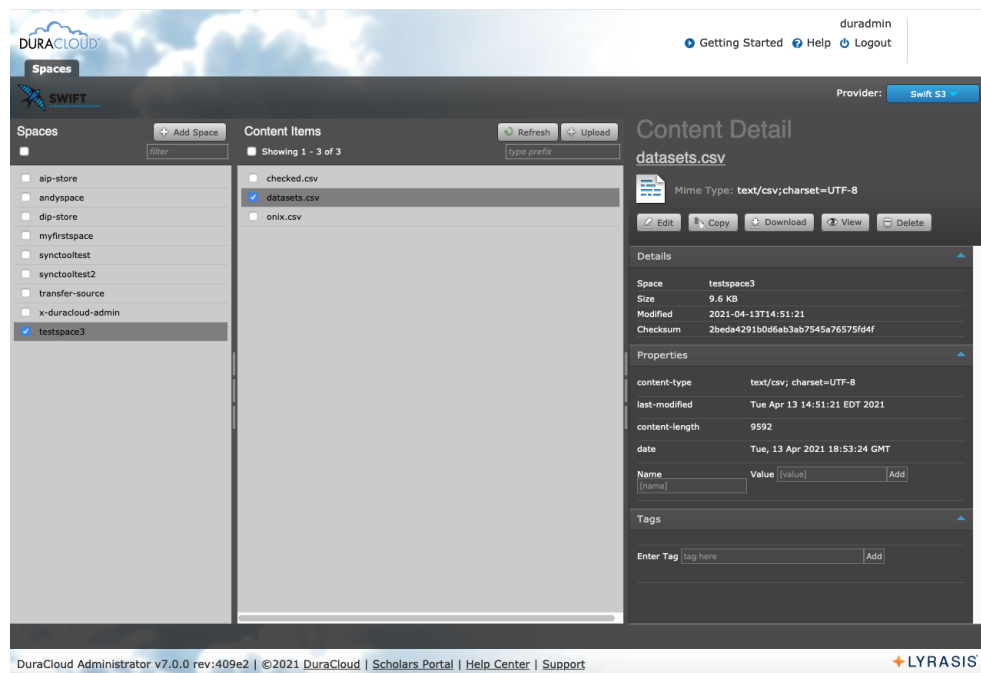 DURACLOUD
duradmin
Getting Started Help Logout
Spaces
SWIFT
Provider: Swift S3
Spaces
Add Space
filter
aip-store
andyspace
dip-store
myfirstspace
synctooltest
synctooltest2
transfer-source
x-duracloud-admin
testspace3
Content Items
Refresh Upload
Showing 1 - 3 of 3
type prefix
checked.csv
datasets.csv
onix.csv
Content Detail
datasets.csv
Mime Type: text/csv;charset=UTF-8
Edit Copy Download View Delete
Details
Space testspace3
Size 9.6 KB
Modified 2021-04-13T14:51:21
Checksum 2beda4291b0d6ab3ab7545a76575fd4f
Properties
content-type text/csv; charset=UTF-8
last-modified Tue Apr 13 14:51:21 EDT 2021
content-length 9592
date Tue, 13 Apr 2021 18:53:24 GMT
Name Value [value] Add
[name]
Tags
Enter Tag tag here Add
DuraCloud Administrator v7.0.0 rev:409e2 | ©2021 DuraCloud | Scholars Portal | Help Center | Support
LYRASIS